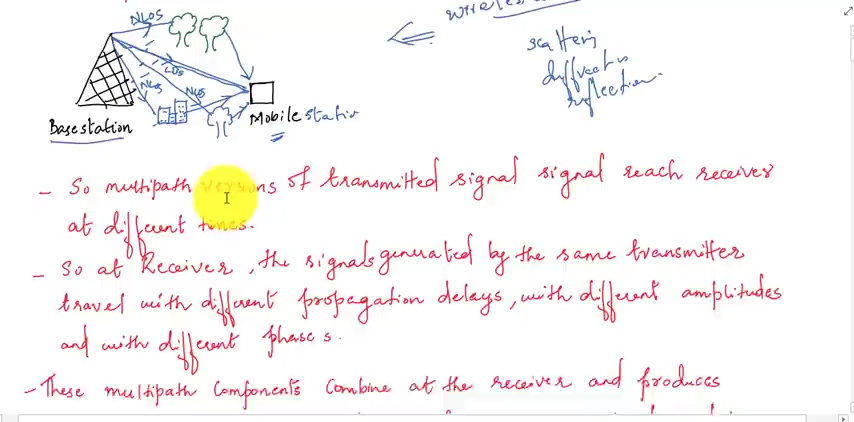 NLOS
wireless
scattering
diffraction
reflection.
LOS
NLOS
NLOS
Base station
Mobile station
- So multipath versions of transmitted signal signal reach receives
at different times.
- So at Receiver, the signals generated by the same transmitter
travel with different propagation delays, with different amplitudes
and with different phases.
- These multipath components combine at the receiver and produces